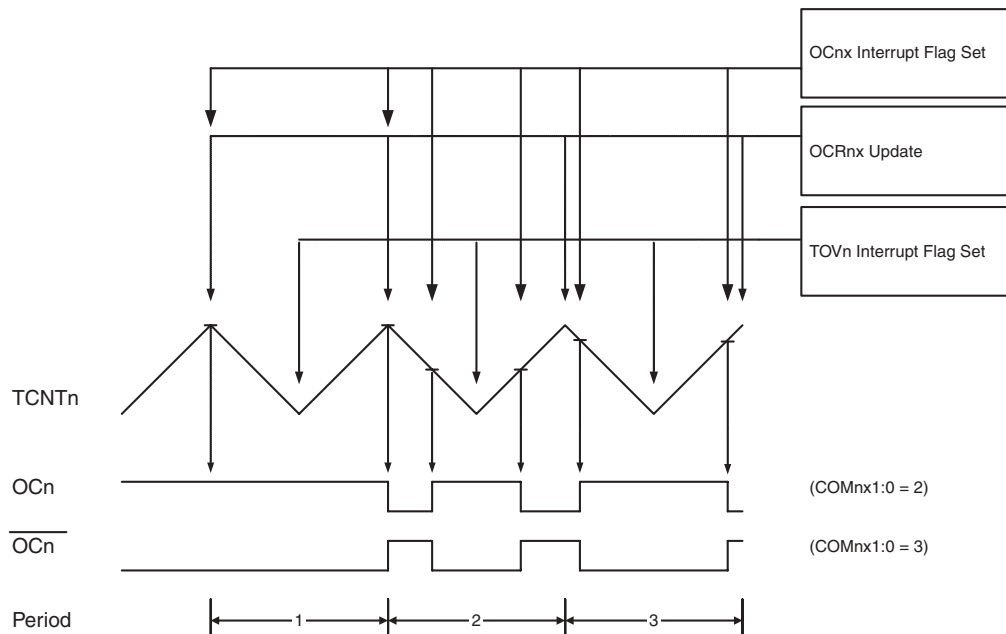 OCnx Interrupt Flag Set
OCRnx Update
TOVn Interrupt Flag Set
TCNTn
OCn
(COMnx1:0 = 2)
OCn
(COMnx1:0 = 3)
Period
1
2
3